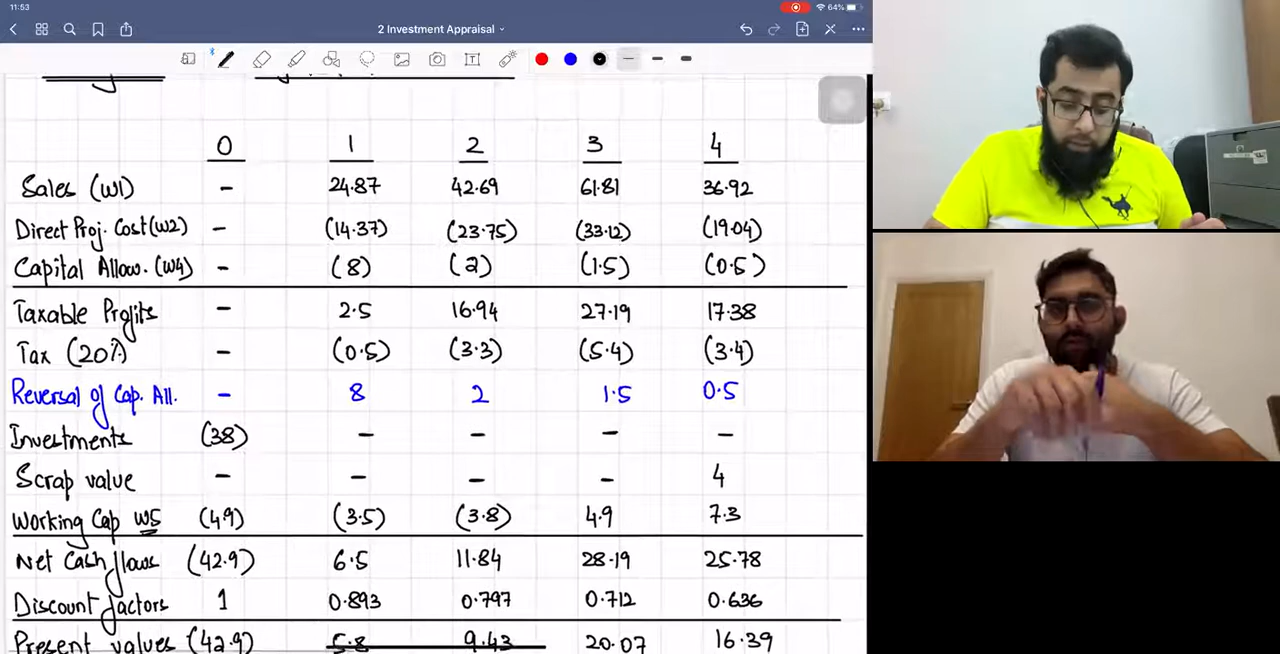 11:53
64%
2 Investment Appraisal
0 1 2 3 4
Sales (W1) - 24.87 42.69 61.81 36.92
Direct Proj. Cost (W2) - (14.37) (23.75) (33.12) (19.04)
Capital Allow. (W4) - (8) (2) (1.5) (0.5)
Taxable Profits - 2.5 16.94 27.19 17.38
Tax (20%) - (0.5) (3.3) (5.4) (3.4)
Reversal of Cap. All. - 8 2 1.5 0.5
Investments (38) - - - -
Scrap value - - - - 4
Working Cap W5 (4.9) (3.5) (3.8) 4.9 7.3
Net Cash flows (42.9) 6.5 11.84 28.19 25.78
Discount factors 1 0.893 0.797 0.712 0.636
Present values (42.9) 5.8 9.43 20.07 16.39